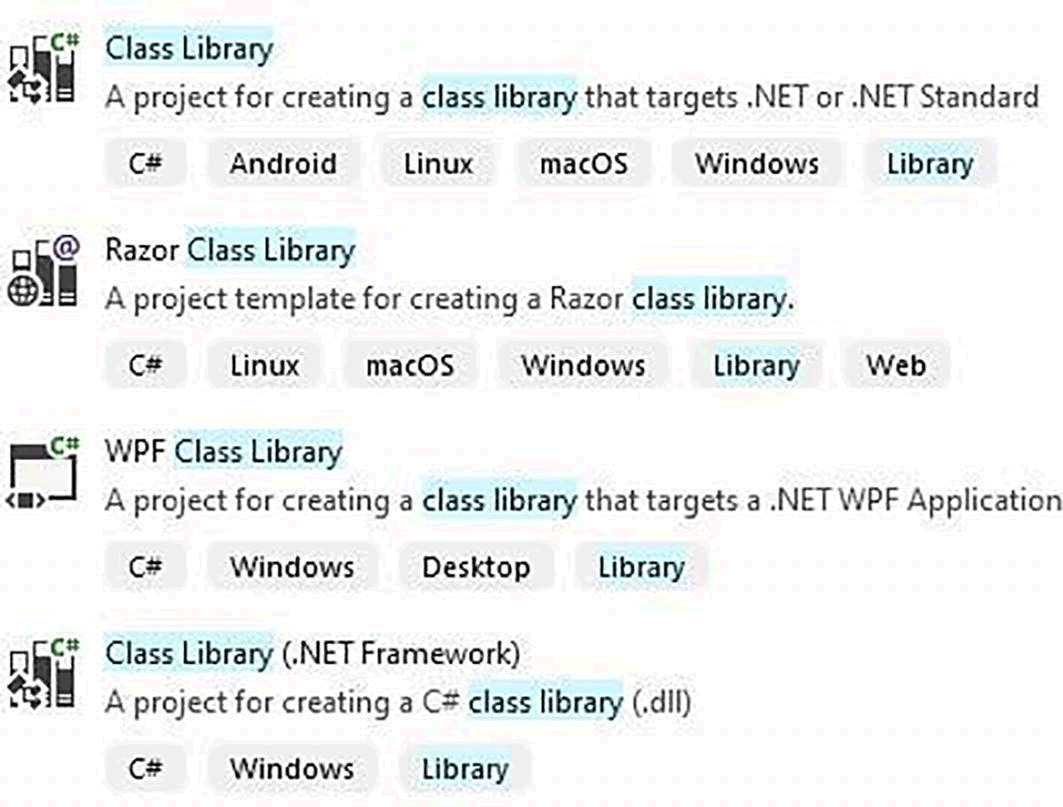 C#
Class Library
A project for creating a class library that targets .NET or .NET Standard
C# Android Linux macOS Windows Library
@
Razor Class Library
A project template for creating a Razor class library.
C# Linux macOS Windows Library Web
C#
WPF Class Library
A project for creating a class library that targets a .NET WPF Application
C# Windows Desktop Library
C#
Class Library (.NET Framework)
A project for creating a C# class library (.dll)
C# Windows Library